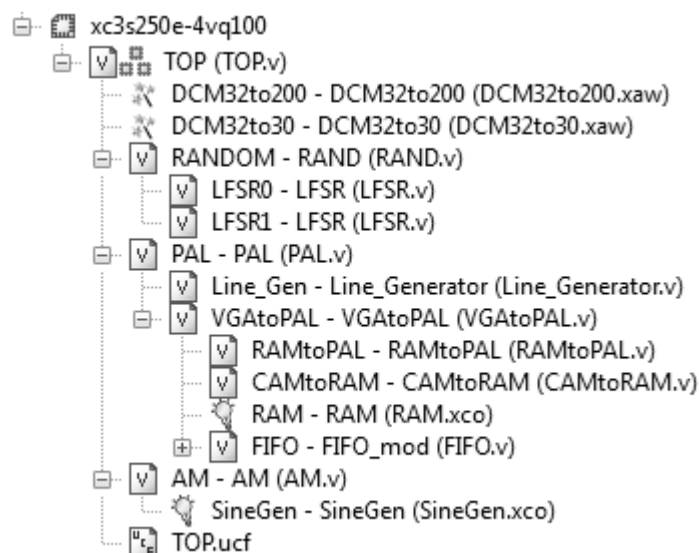 xc3s250e-4vq100
V TOP (TOP.v)
DCM32to200 - DCM32to200 (DCM32to200.xaw)
DCM32to30 - DCM32to30 (DCM32to30.xaw)
V RANDOM - RAND (RAND.v)
V LFSR0 - LFSR (LFSR.v)
V LFSR1 - LFSR (LFSR.v)
V PAL - PAL (PAL.v)
V Line_Gen - Line_Generator (Line_Generator.v)
V VGAtoPAL - VGAtoPAL (VGAtoPAL.v)
V RAMtoPAL - RAMtoPAL (RAMtoPAL.v)
V CAMtoRAM - CAMtoRAM (CAMtoRAM.v)
RAM - RAM (RAM.xco)
V FIFO - FIFO_mod (FIFO.v)
V AM - AM (AM.v)
SineGen - SineGen (SineGen.xco)
UCF TOP.ucf